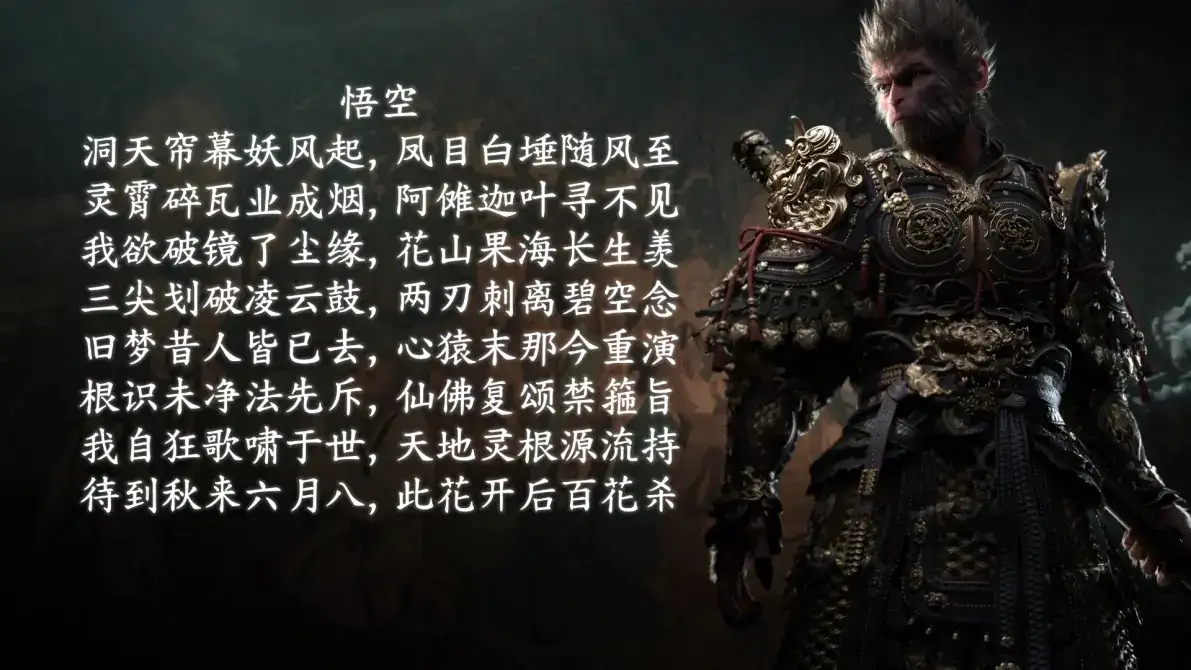 悟空
洞天帘幕妖风起,凤目白埵随风至
灵霄碎瓦业成烟,阿傩迦叶寻不见
我欲破镜了尘缘,花山果海长生羡
三尖划破凌云鼓,两刃刺离碧空念
旧梦昔人皆已去,心猿末那今重演
根识未净法先斥,仙佛复颂禁箍旨
我自狂歌啸于世,天地灵根源流持
待到秋来六月八,此花开后百花杀